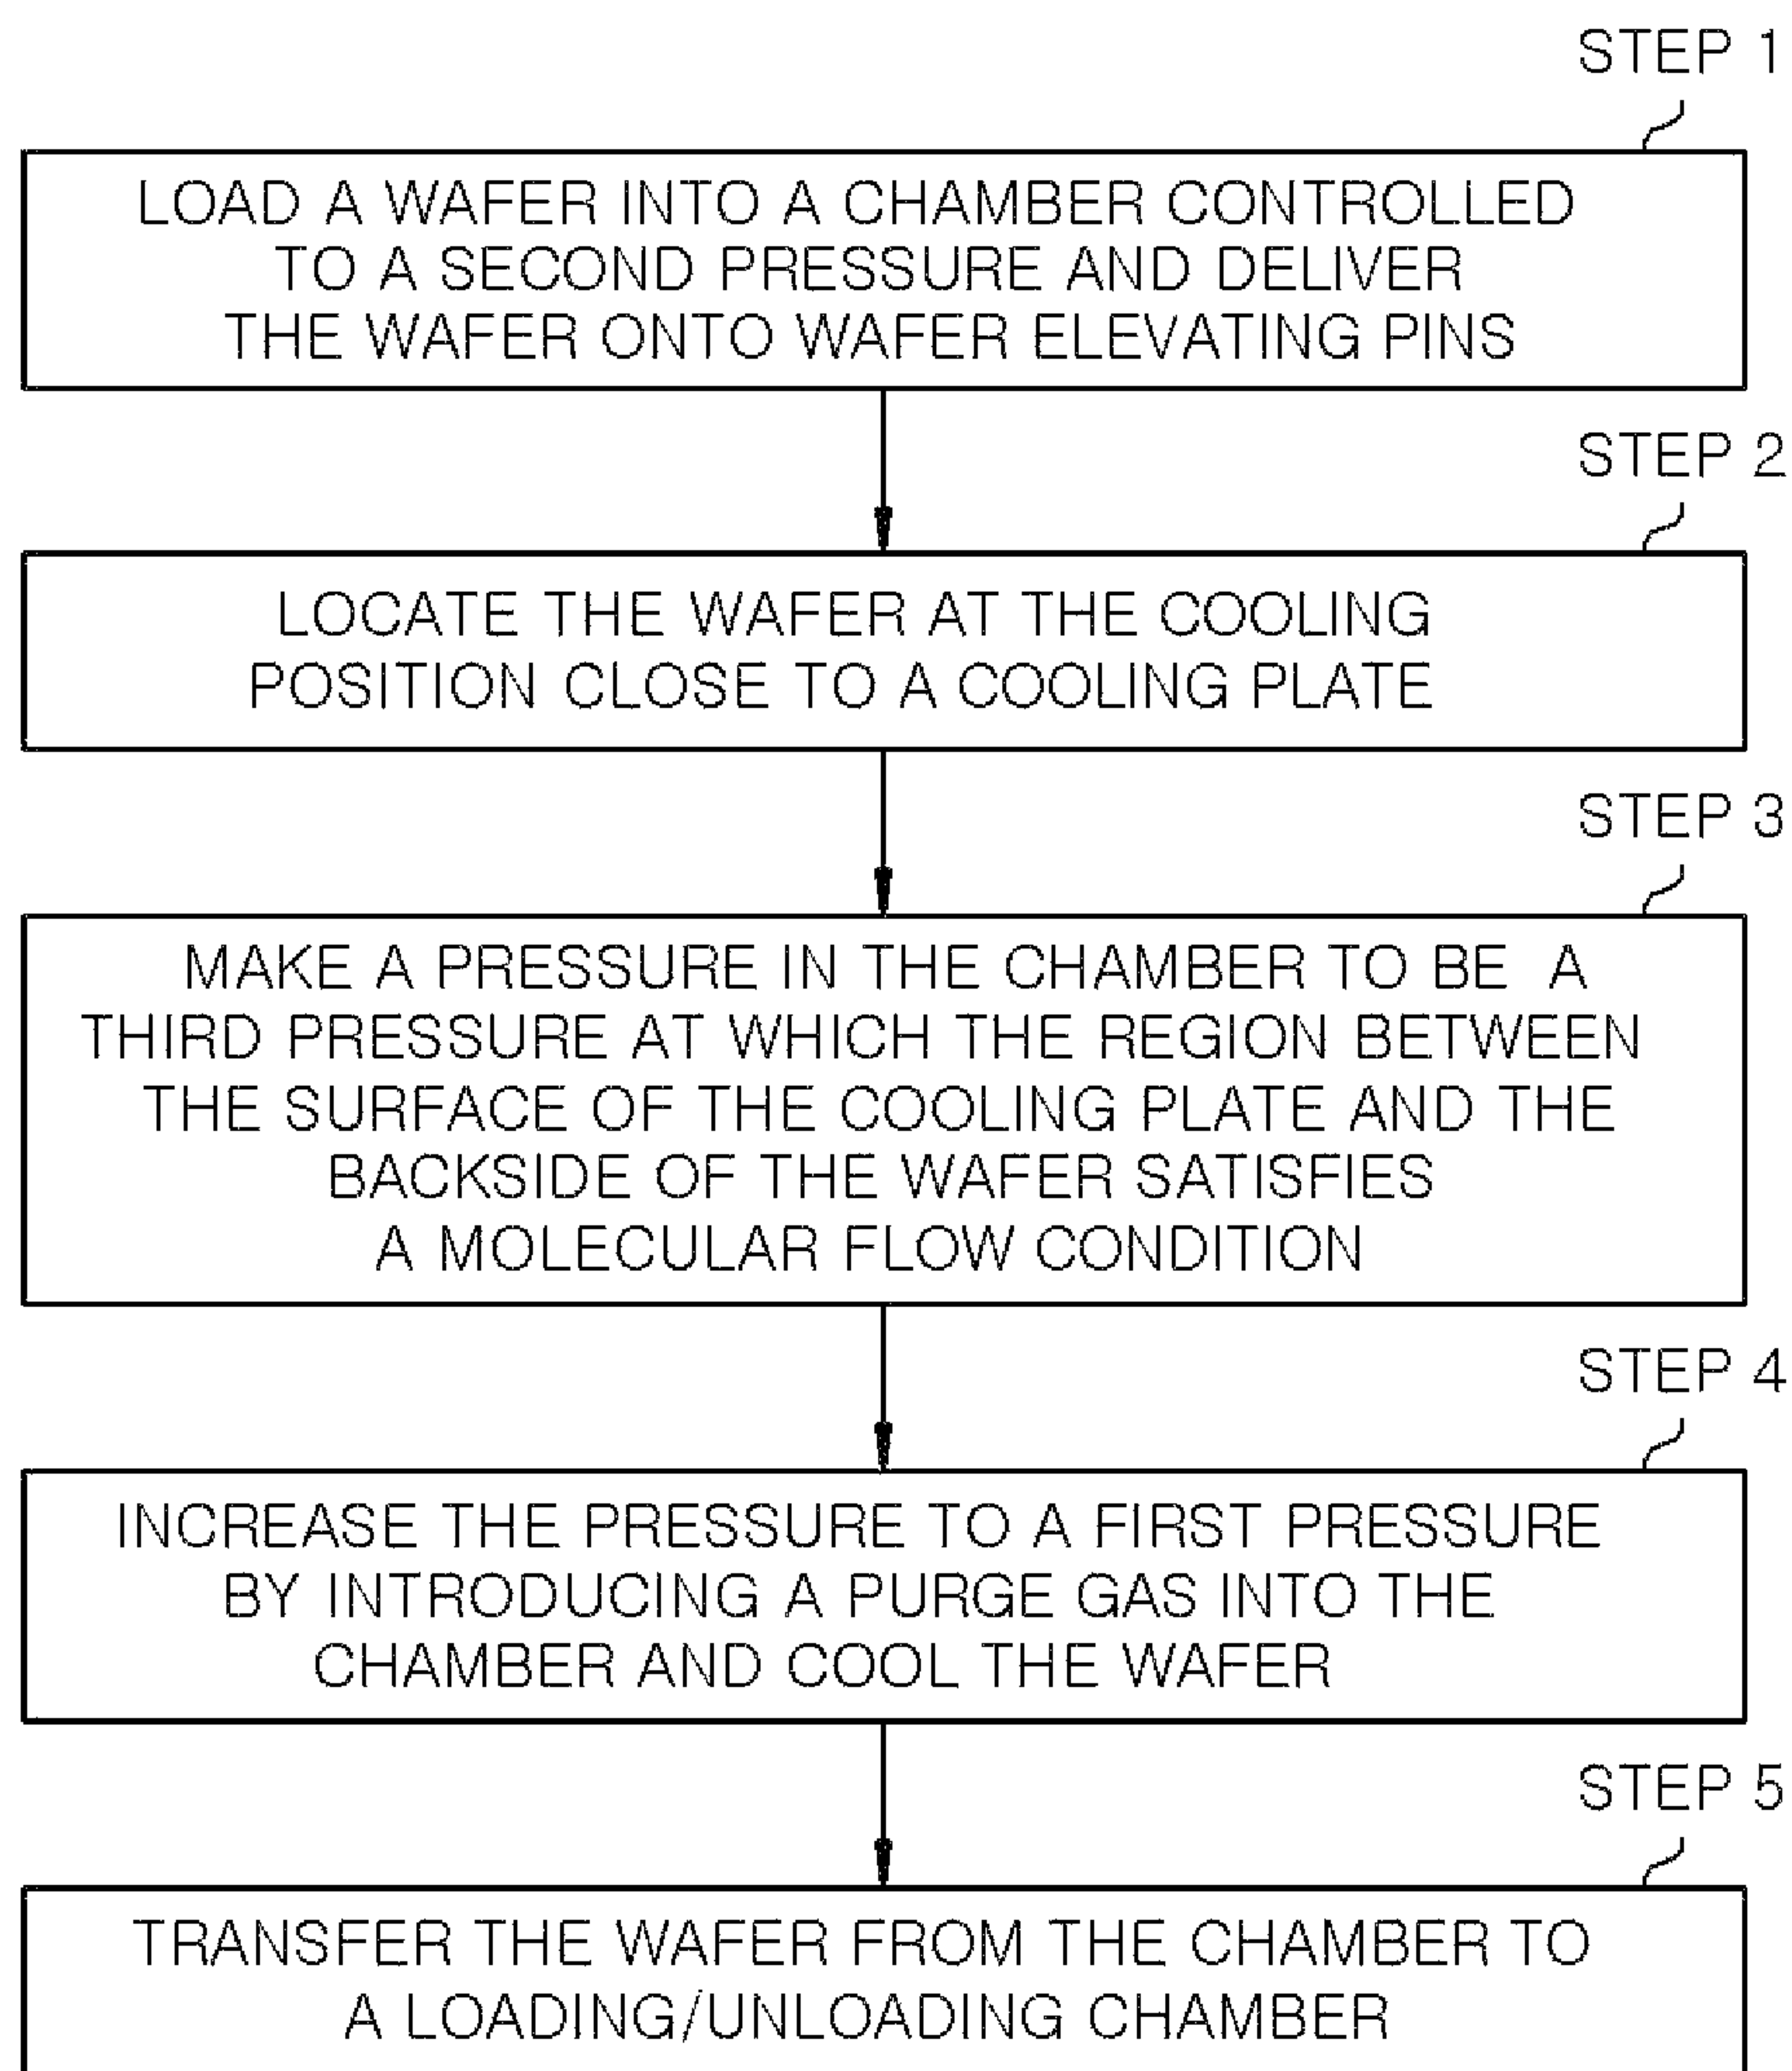 STEP 1
LOAD A WAFER INTO A CHAMBER CONTROLLED
TO A SECOND PRESSURE AND DELIVER
THE WAFER ONTO WAFER ELEVATING PINS
STEP 2
LOCATE THE WAFER AT THE COOLING
POSITION CLOSE TO A COOLING PLATE
STEP 3
MAKE A PRESSURE IN THE CHAMBER TO BE A
THIRD PRESSURE AT WHICH THE REGION BETWEEN
THE SURFACE OF THE COOLING PLATE AND THE
BACKSIDE OF THE WAFER SATISFIES
A MOLECULAR FLOW CONDITION
STEP 4
INCREASE THE PRESSURE TO A FIRST PRESSURE
BY INTRODUCING A PURGE GAS INTO THE
CHAMBER AND COOL THE WAFER
STEP 5
TRANSFER THE WAFER FROM THE CHAMBER TO
A LOADING/UNLOADING CHAMBER